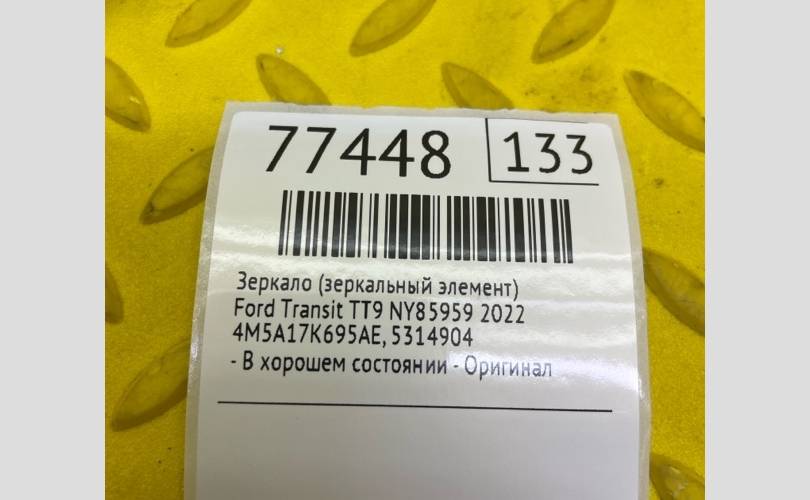 77448 133
Зеркало (зеркальный элемент)
Ford Transit TT9 NY85959 2022
4M5A17K695AE, 5314904
- В хорошем состоянии - Оригинал